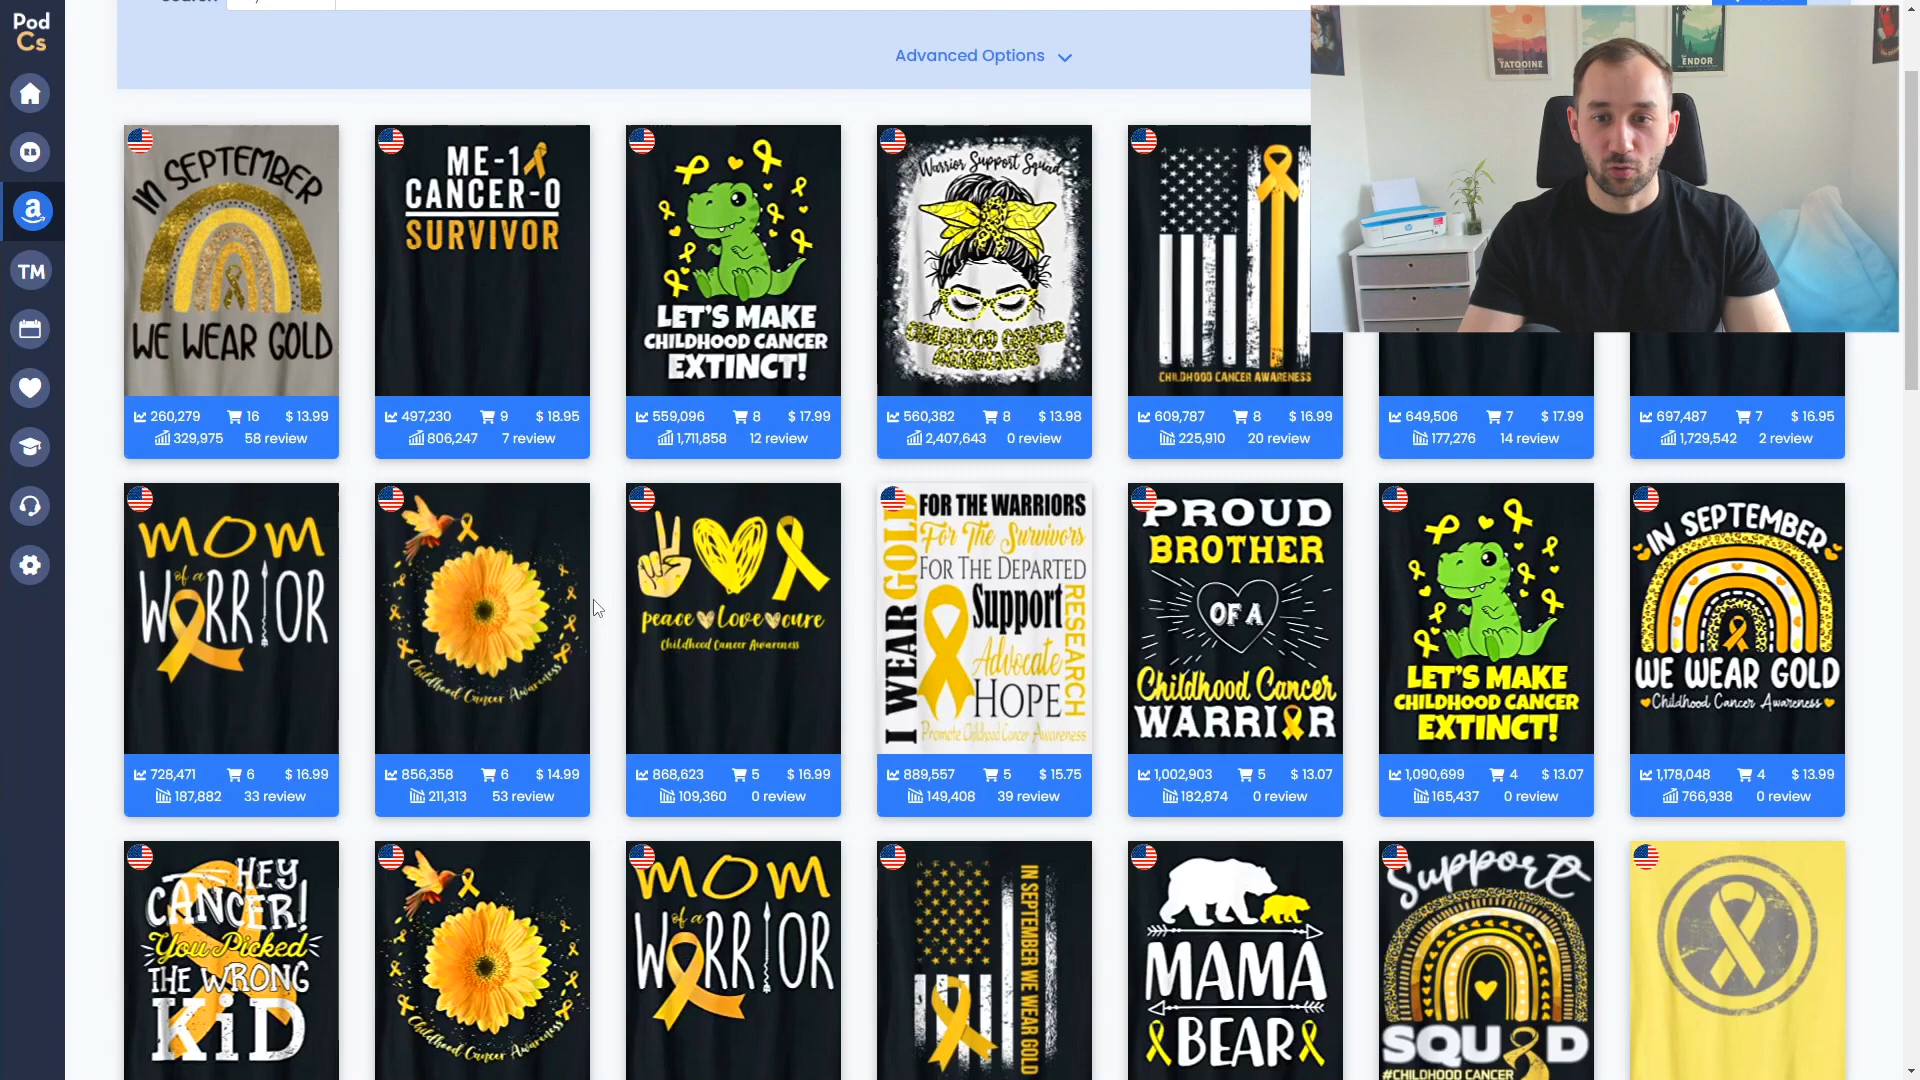 Pod
Cs
RB
a
TM
Advanced Options
TATOOINE
ENDOR
IN SEPTEMBER
WE WEAR GOLD
260,279 16 $ 13.99
329,975 58 review
ME-1
CANCER-0
SURVIVOR
497,230 9 $ 18.95
806,247 7 review
LET'S MAKE
CHILDHOOD CANCER
EXTINCT!
559,096 8 $ 17.99
1,711,858 12 review
Warrior Support Squad
CHILDHOOD CANCER
AWARENESS
560,382 8 $ 13.98
2,407,643 0 review
CHILDHOOD CANCER AWARENESS
609,787 8 $ 16.99
225,910 20 review
649,506 7 $ 17.99
177,276 14 review
697,487 7 $ 16.95
1,729,542 2 review
MOM
of a
WARRIOR
728,471 6 $ 16.99
187,882 33 review
Childhood Cancer Awareness
856,358 6 $ 14.99
211,313 53 review
peace love cure
Childhood Cancer Awareness
868,623 5 $ 16.99
109,360 0 review
I WEAR GOLD
FOR THE WARRIORS
For The Survivors
FOR THE DEPARTED
Support
Advocate
HOPE
RESEARCH
Promote Childhood Cancer Awareness
889,557 5 $ 15.75
149,408 39 review
PROUD
BROTHER
OF A
Childhood Cancer
WARRIOR
1,002,903 5 $ 13.07
182,874 0 review
LET'S MAKE
CHILDHOOD CANCER
EXTINCT!
1,090,699 4 $ 13.07
165,437 0 review
IN SEPTEMBER
WE WEAR GOLD
Childhood Cancer Awareness
1,178,048 4 $ 13.99
766,938 0 review
HEY
CANCER!
You Picked
THE WRONG
KiD
Childhood Cancer Awareness
MOM
of a
WARRIOR
IN SEPTEMBER WE WEAR GOLD
MAMA
BEAR
Support
SQUAD
#CHILDHOOD CANCER